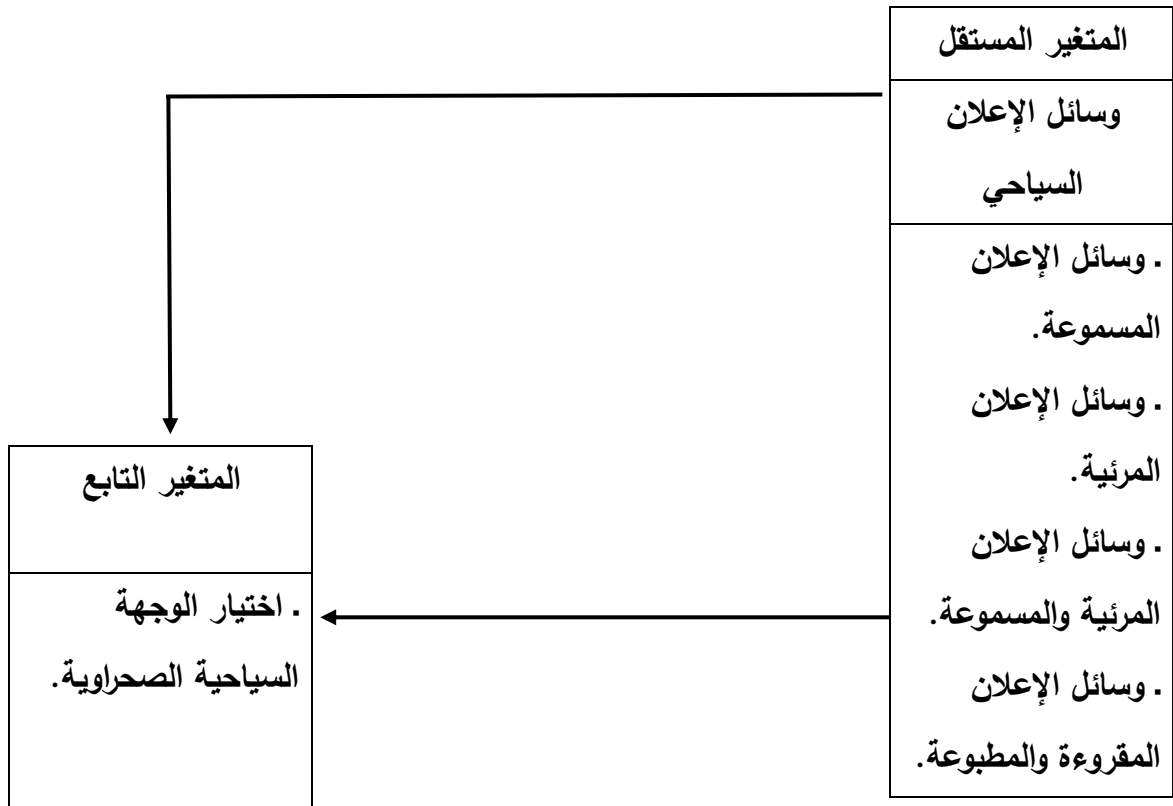 المتغير المستقل
وسائل الإعلان
السياحي
. وسائل الإعلان
المسموعة.
. وسائل الإعلان
المرئية.
. وسائل الإعلان
المرئية والمسموعة.
. وسائل الإعلان
المقروءة والمطبوعة.
المتغير التابع
. اختيار الوجهة
السياحية الصحراوية.